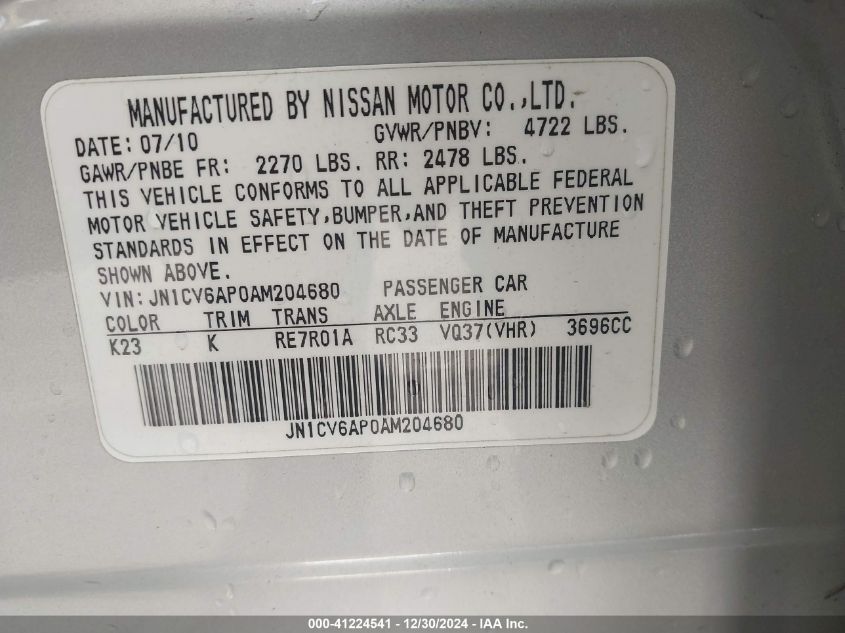 MANUFACTURED BY NISSAN MOTOR CO.,LTD.
DATE: 07/10 GVWR/PNBV: 4722 LBS.
GAWR/PNBE FR: 2270 LBS. RR: 2478 LBS.
THIS VEHICLE CONFORMS TO ALL APPLICABLE FEDERAL
MOTOR VEHICLE SAFETY,BUMPER,AND THEFT PREVENTION
STANDARDS IN EFFECT ON THE DATE OF MANUFACTURE
SHOWN ABOVE.
VIN: JN1CV6AP0AM204680 PASSENGER CAR
COLOR TRIM TRANS AXLE ENGINE
K23 K RE7R01A RC33 VQ37(VHR) 3696CC
JN1CV6AP0AM204680
000-41224541 - 12/30/2024 - IAA Inc.